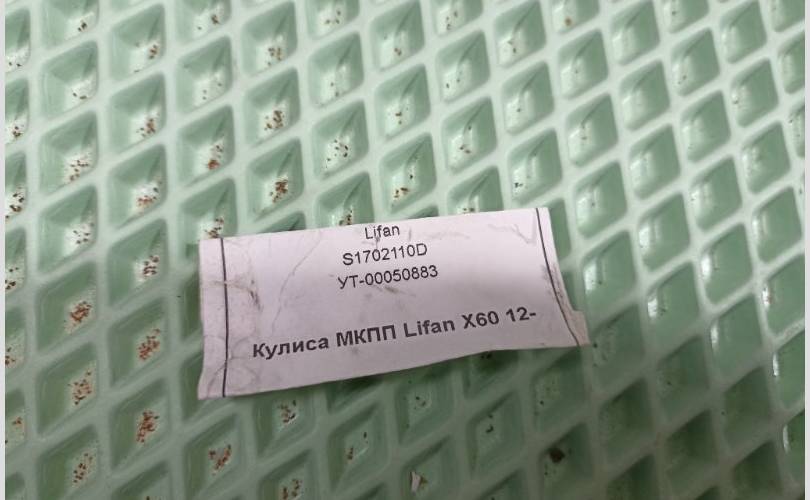 Lifan
S1702110D
УТ-00050883
Кулиса МКПП Lifan X60 12-